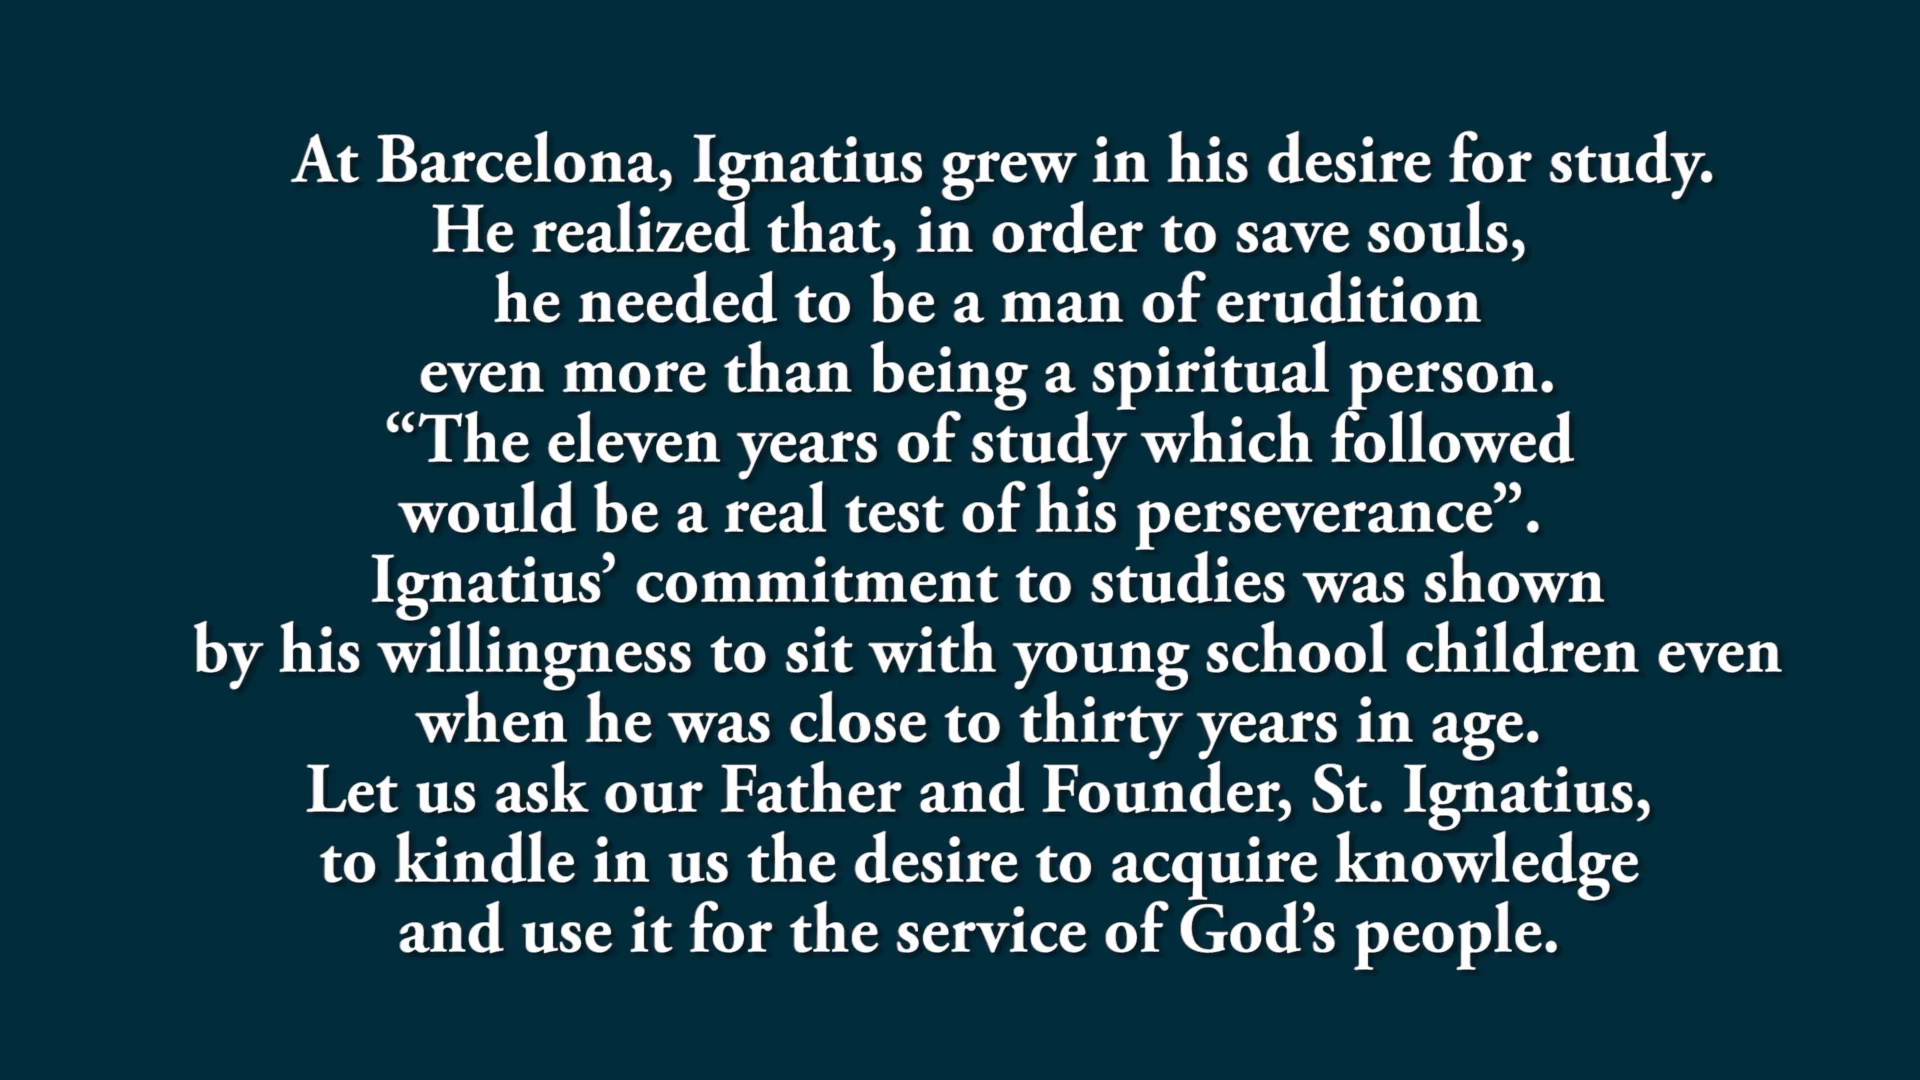 At Barcelona, Ignatius grew in his desire for study.
He realized that, in order to save souls,
he needed to be a man of erudition
even more than being a spiritual person.
“The eleven years of study which followed
would be a real test of his perseverance”.
Ignatius’ commitment to studies was shown
by his willingness to sit with young school children even
when he was close to thirty years in age.
Let us ask our Father and Founder, St. Ignatius,
to kindle in us the desire to acquire knowledge
and use it for the service of God’s people.